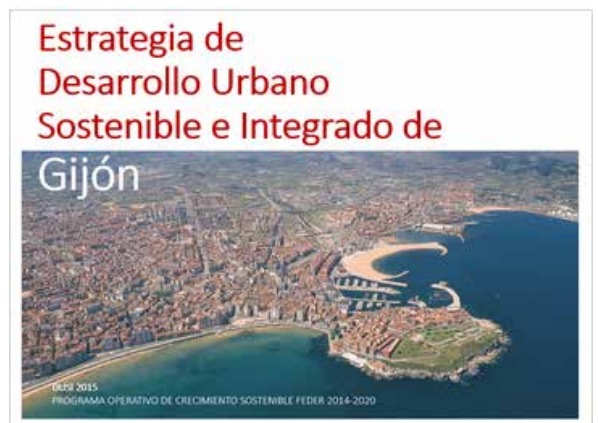 Estrategia de
Desarrollo Urbano
Sostenible e Integrado de
Gijón
DUSI 2015
PROGRAMA OPERATIVO DE CRECIMIENTO SOSTENIBLE FEDER 2014-2020